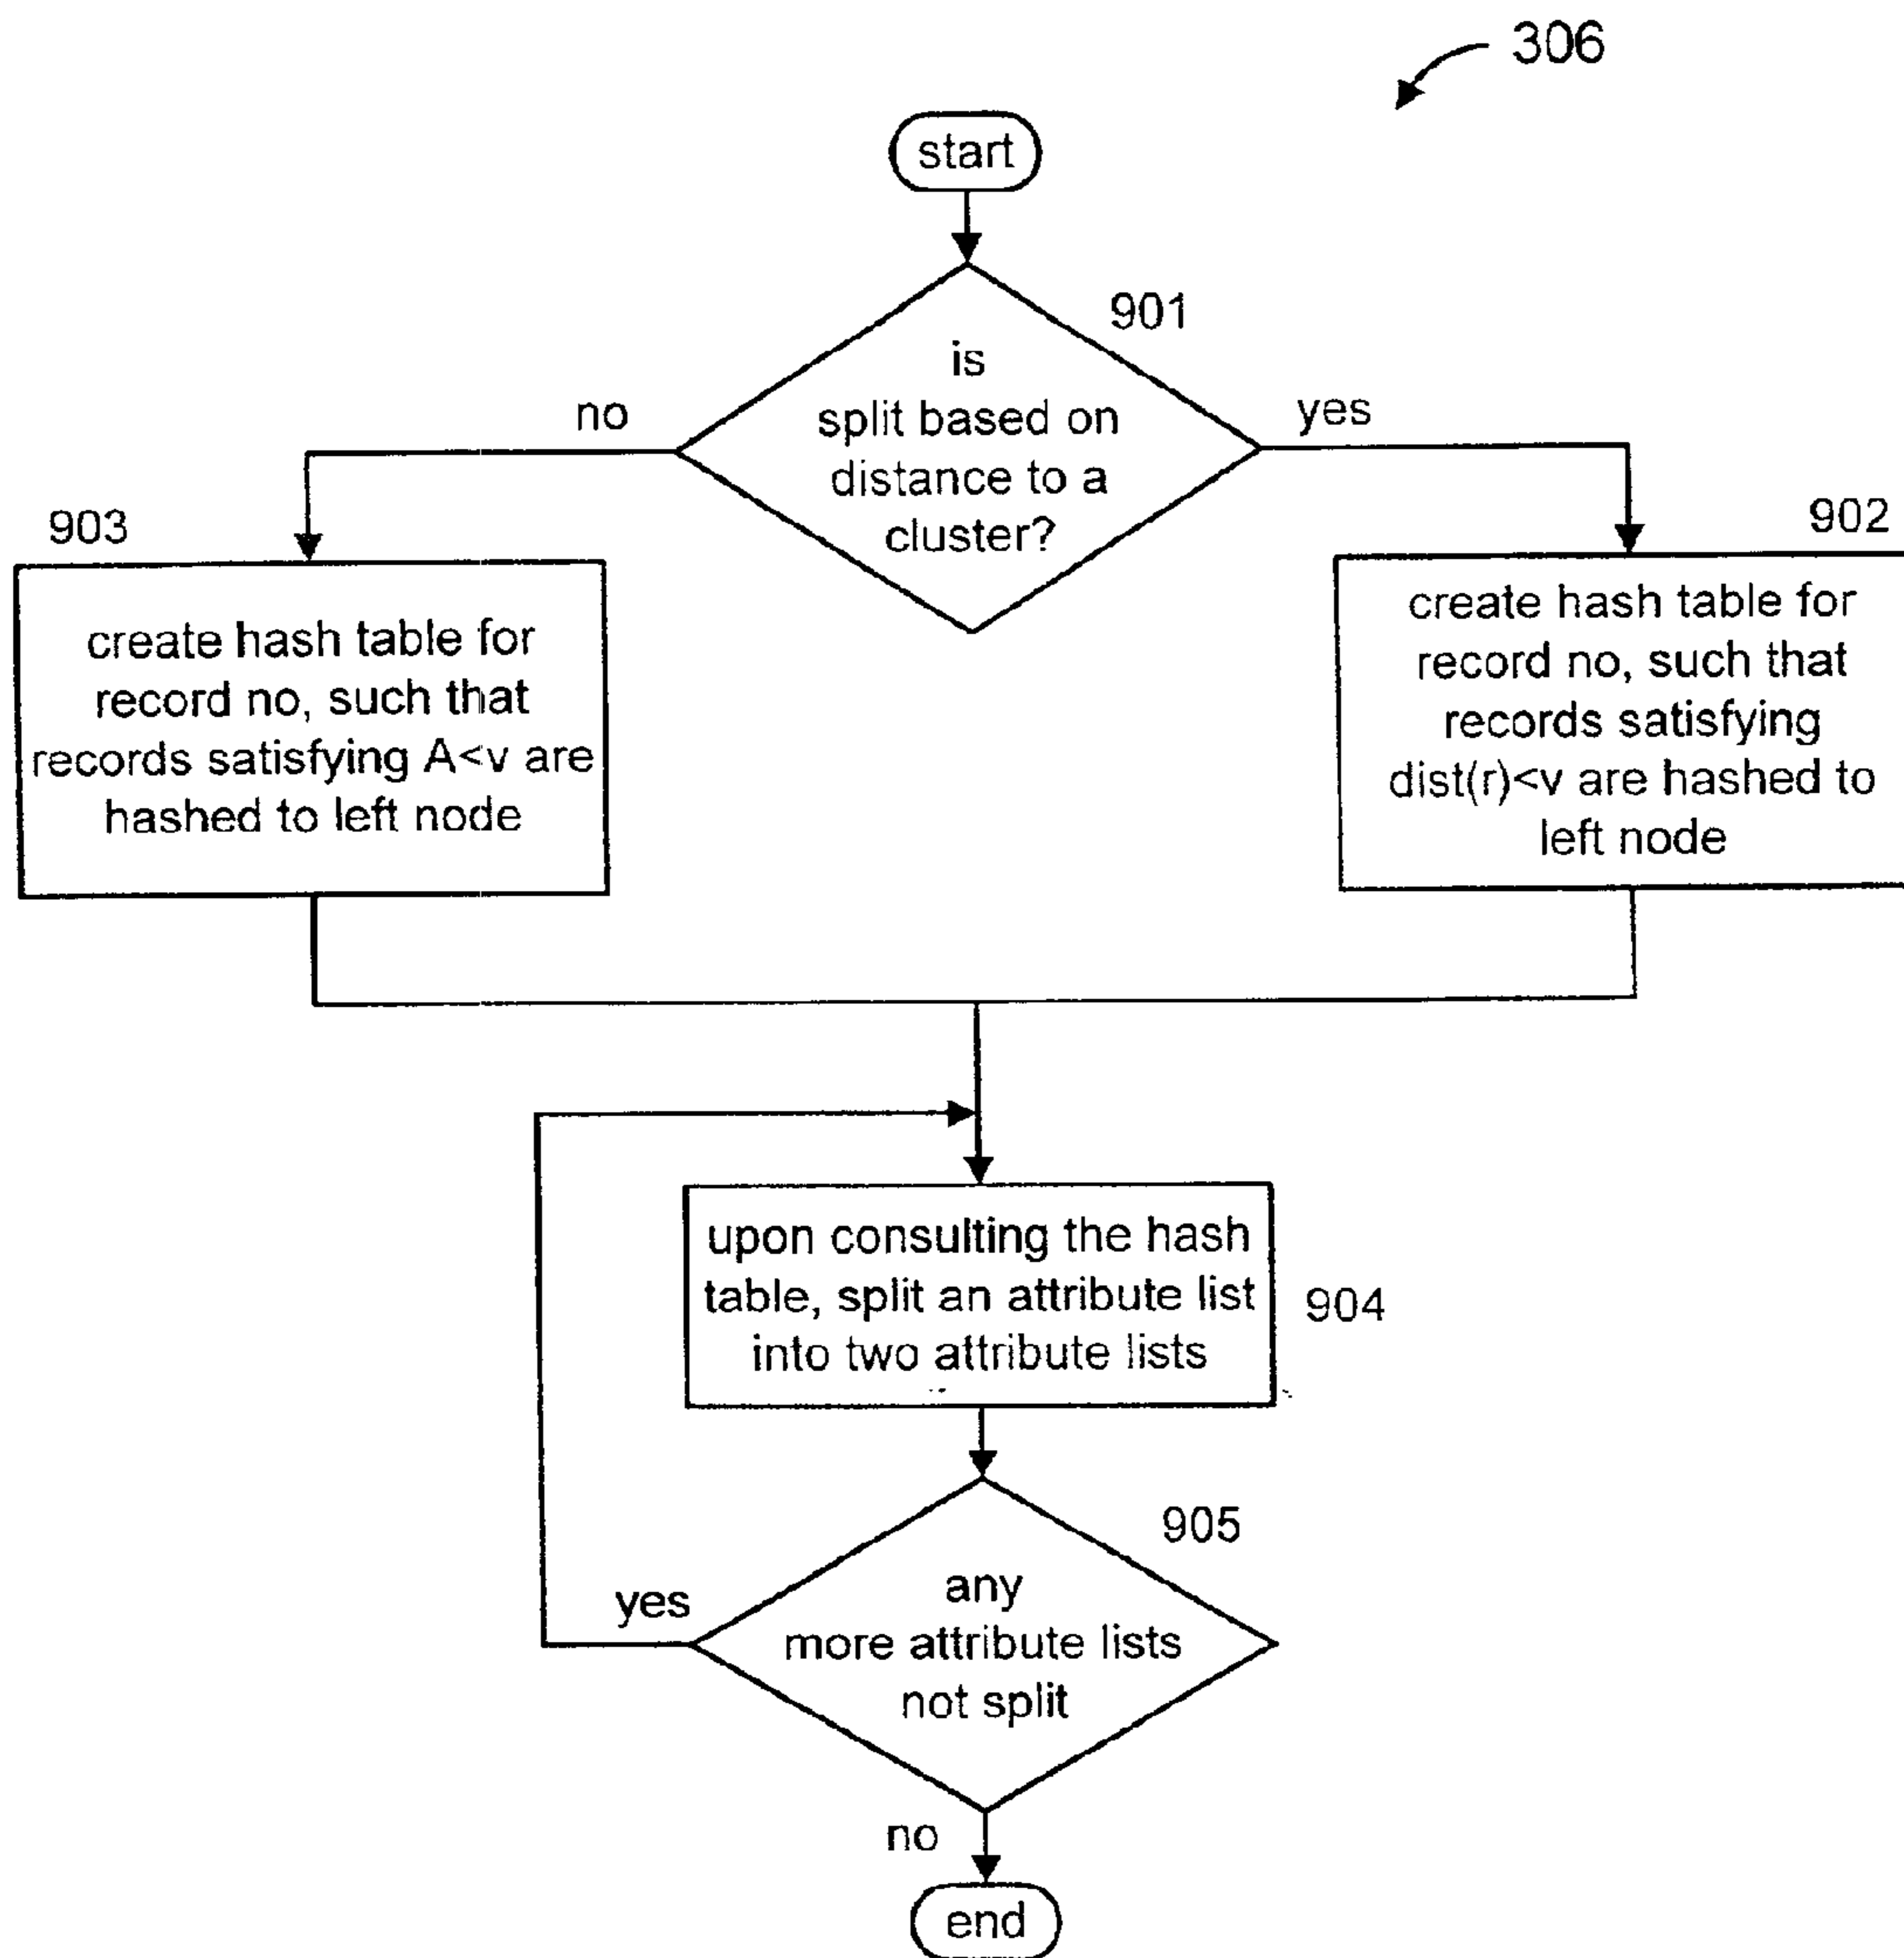 306
start
901
is
split based on
distance to a
cluster?
no
yes
903
create hash table for
record no, such that
records satisfying A<v are
hashed to left node
902
create hash table for
record no, such that
records satisfying
dist(r)<v are hashed to
left node
upon consulting the hash
table, split an attribute list
into two attribute lists
904
905
any
more attribute lists
not split
yes
no
end